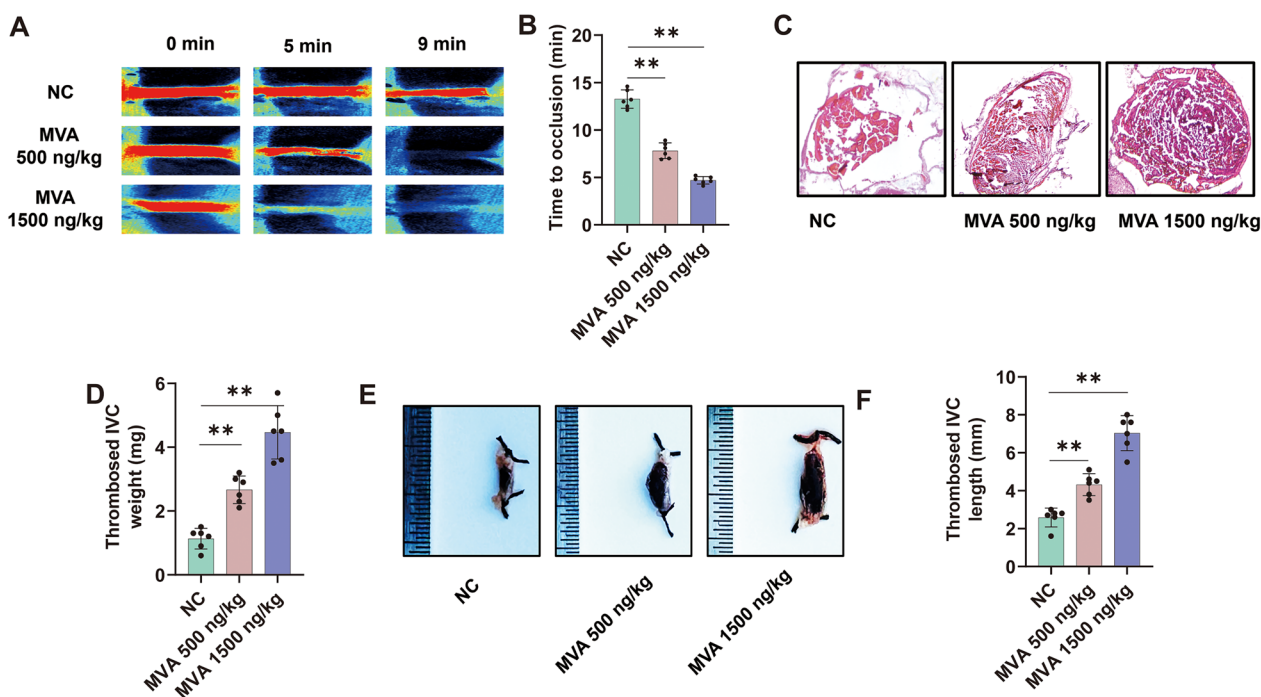 A
0 min
5 min
9 min
NC
MVA
500 ng/kg
MVA
1500 ng/kg
B
Time to occlusion (min)
20
15
10
5
0
**
**
NC
MVA 500 ng/kg
MVA 1500 ng/kg
C
NC
MVA 500 ng/kg
MVA 1500 ng/kg
D
Thrombosed IVC
weight (mg)
6
4
2
0
**
**
NC
MVA 500 ng/kg
MVA 1500 ng/kg
E
NC
MVA 500 ng/kg
MVA 1500 ng/kg
F
Thrombosed IVC
length (mm)
10
8
6
4
2
0
**
**
NC
MVA 500 ng/kg
MVA 1500 ng/kg